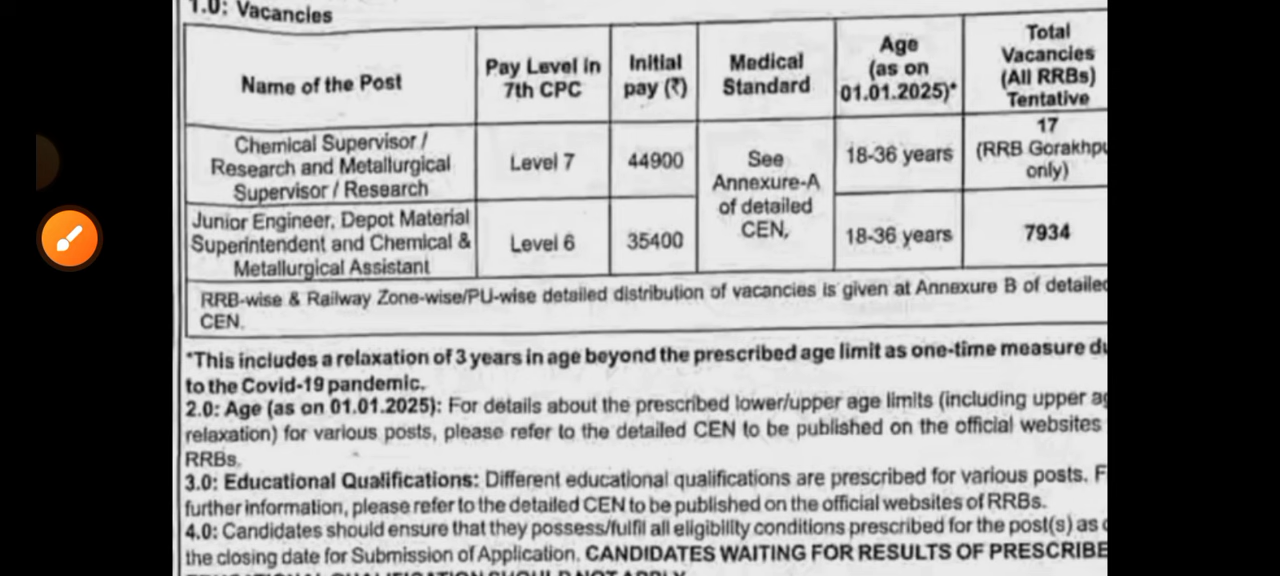 1.0: Vacancies
Name of the Post
Pay Level in
7th CPC
Initial
pay (₹)
Medical
Standard
Age
(as on
01.01.2025)*
Total
Vacancies
(All RRBs)
Tentative
Chemical Supervisor /
Research and Metallurgical
Supervisor / Research
Level 7
44900
See
Annexure-A
of detailed
CEN,
18-36 years
17
(RRB Gorakhpu
only)
Junior Engineer, Depot Material
Superintendent and Chemical &
Metallurgical Assistant
Level 6
35400
18-36 years
7934
RRB-wise & Railway Zone-wise/PU-wise detailed distribution of vacancies is given at Annexure B of detailed
CEN.
*This includes a relaxation of 3 years in age beyond the prescribed age limit as one-time measure du
to the Covid-19 pandemic.
2.0: Age (as on 01.01.2025): For details about the prescribed lower/upper age limits (including upper ag
relaxation) for various posts, please refer to the detailed CEN to be published on the official websites
RRBs.
3.0: Educational Qualifications: Different educational qualifications are prescribed for various posts. F
further information, please refer to the detailed CEN to be published on the official websites of RRBs.
4.0: Candidates should ensure that they possess/fulfil all eligibility conditions prescribed for the post(s) as o
the closing date for Submission of Application. CANDIDATES WAITING FOR RESULTS OF PRESCRIBE
EDUCATIONAL QUALIFICATION SHOULD NOT APPLY.